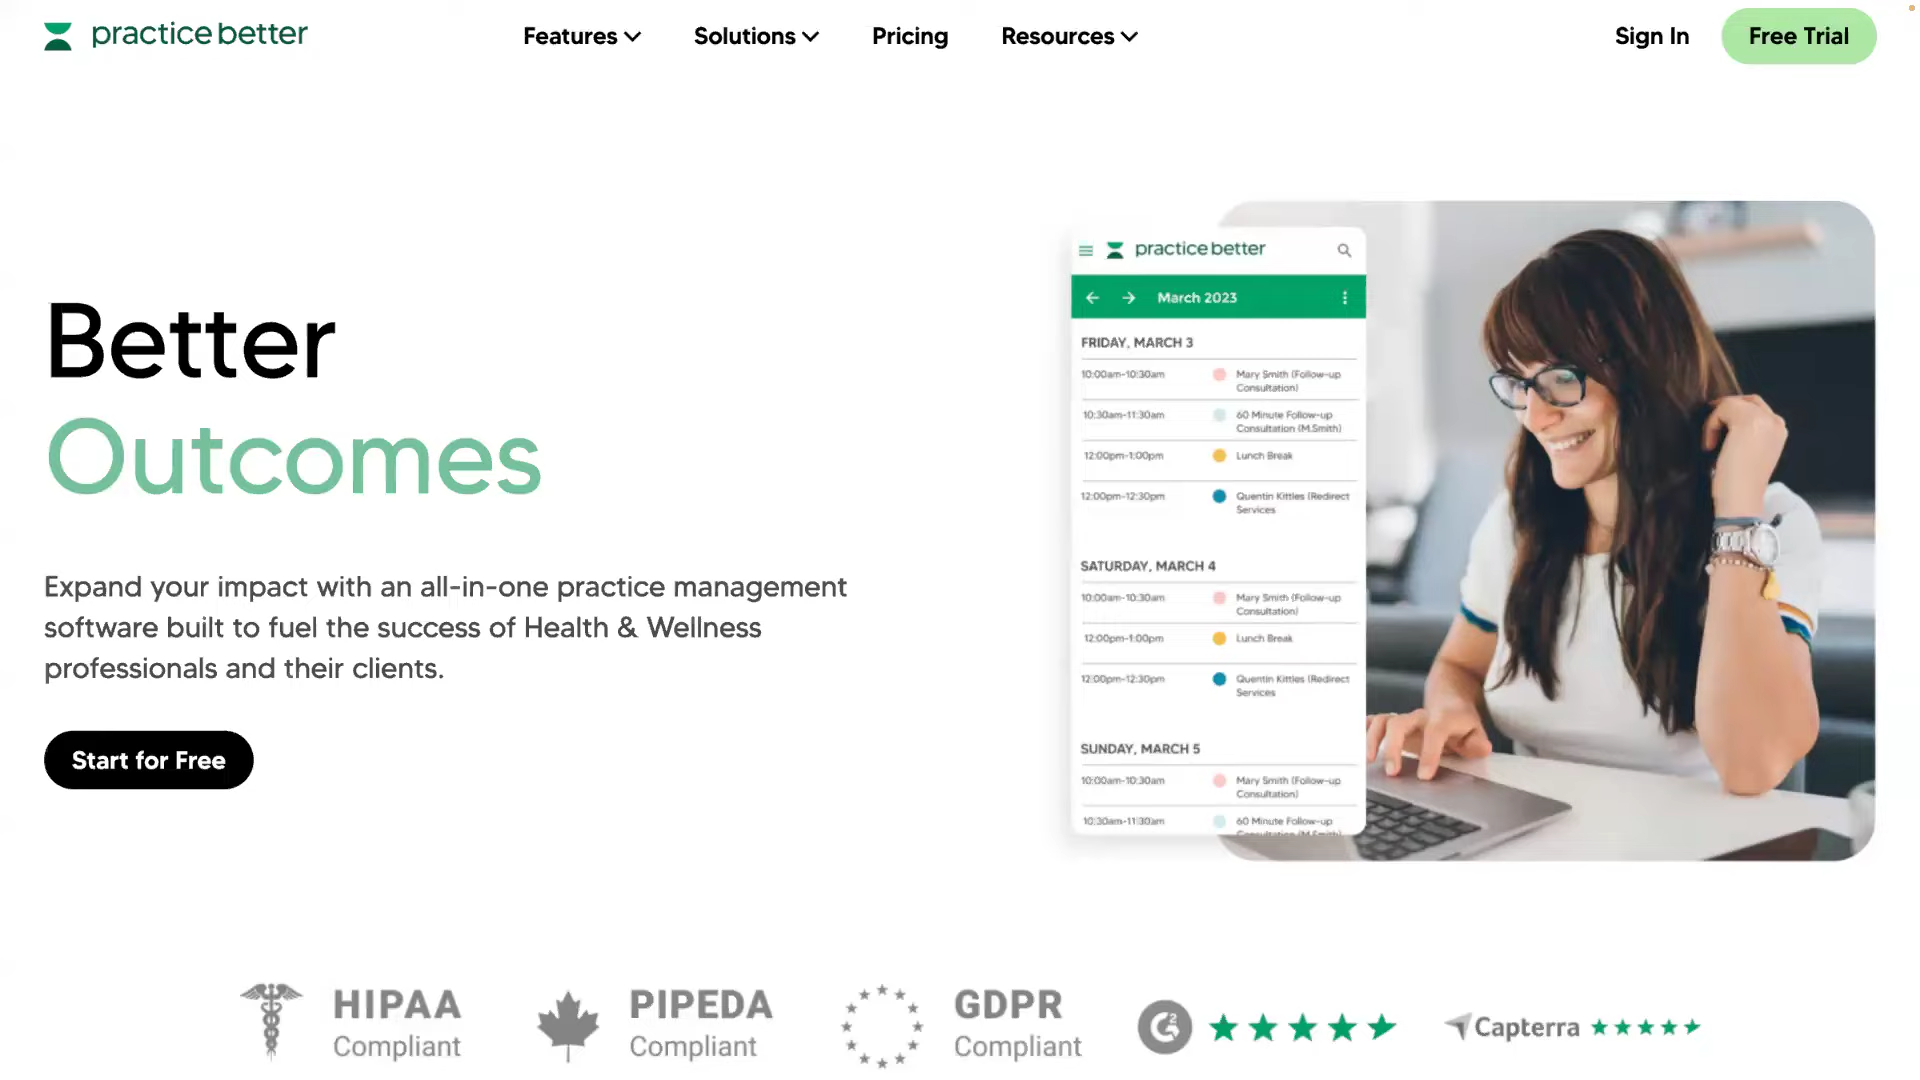 practice better
Features
Solutions
Pricing
Resources
Sign In
Free Trial
Better
Outcomes
Expand your impact with an all-in-one practice management
software built to fuel the success of Health & Wellness
professionals and their clients.
Start for Free
practice better
March 2023
FRIDAY, MARCH 3
10:00am-10:30am
Mary Smith (Follow-up
Consultation)
10:30am-11:30am
60 Minute Follow-up
Consultation (M.Smith)
12:00pm-1:00pm
Lunch Break
12:00pm-12:30pm
Quentin Kittles (Redirect
Services
SATURDAY, MARCH 4
10:00am-10:30am
Mary Smith (Follow-up
Consultation)
12:00pm-1:00pm
Lunch Break
12:00pm-12:30pm
Quentin Kittles (Redirect
Services
SUNDAY, MARCH 5
10:00am-10:30am
Mary Smith (Follow-up
Consultation)
10:30am-11:30am
60 Minute Follow-up
Consultation (M.Smith)
HIPAA
Compliant
PIPEDA
Compliant
GDPR
Compliant
G2
Capterra